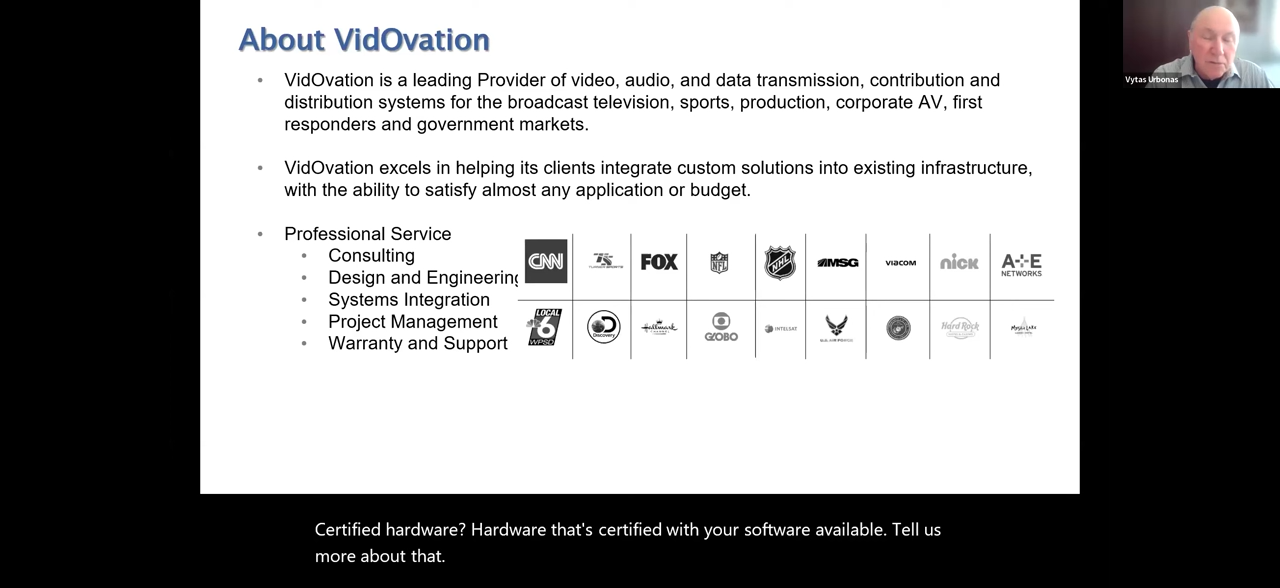 About VidOvation
Vytas Urbonas
• VidOvation is a leading Provider of video, audio, and data transmission, contribution and
distribution systems for the broadcast television, sports, production, corporate AV, first
responders and government markets.
• VidOvation excels in helping its clients integrate custom solutions into existing infrastructure,
with the ability to satisfy almost any application or budget.
• Professional Service
• Consulting
• Design and Engineering
• Systems Integration
• Project Management
• Warranty and Support
CNN
FOX
NFL
NHL
MSG
VIACOM
nick
A+E
NETWORKS
LOCAL
6
WPSD
Discovery
Hallmark
GLOBO
INTELSAT
U.S. AIR FORCE
Hard Rock
Certified hardware? Hardware that's certified with your software available. Tell us
more about that.